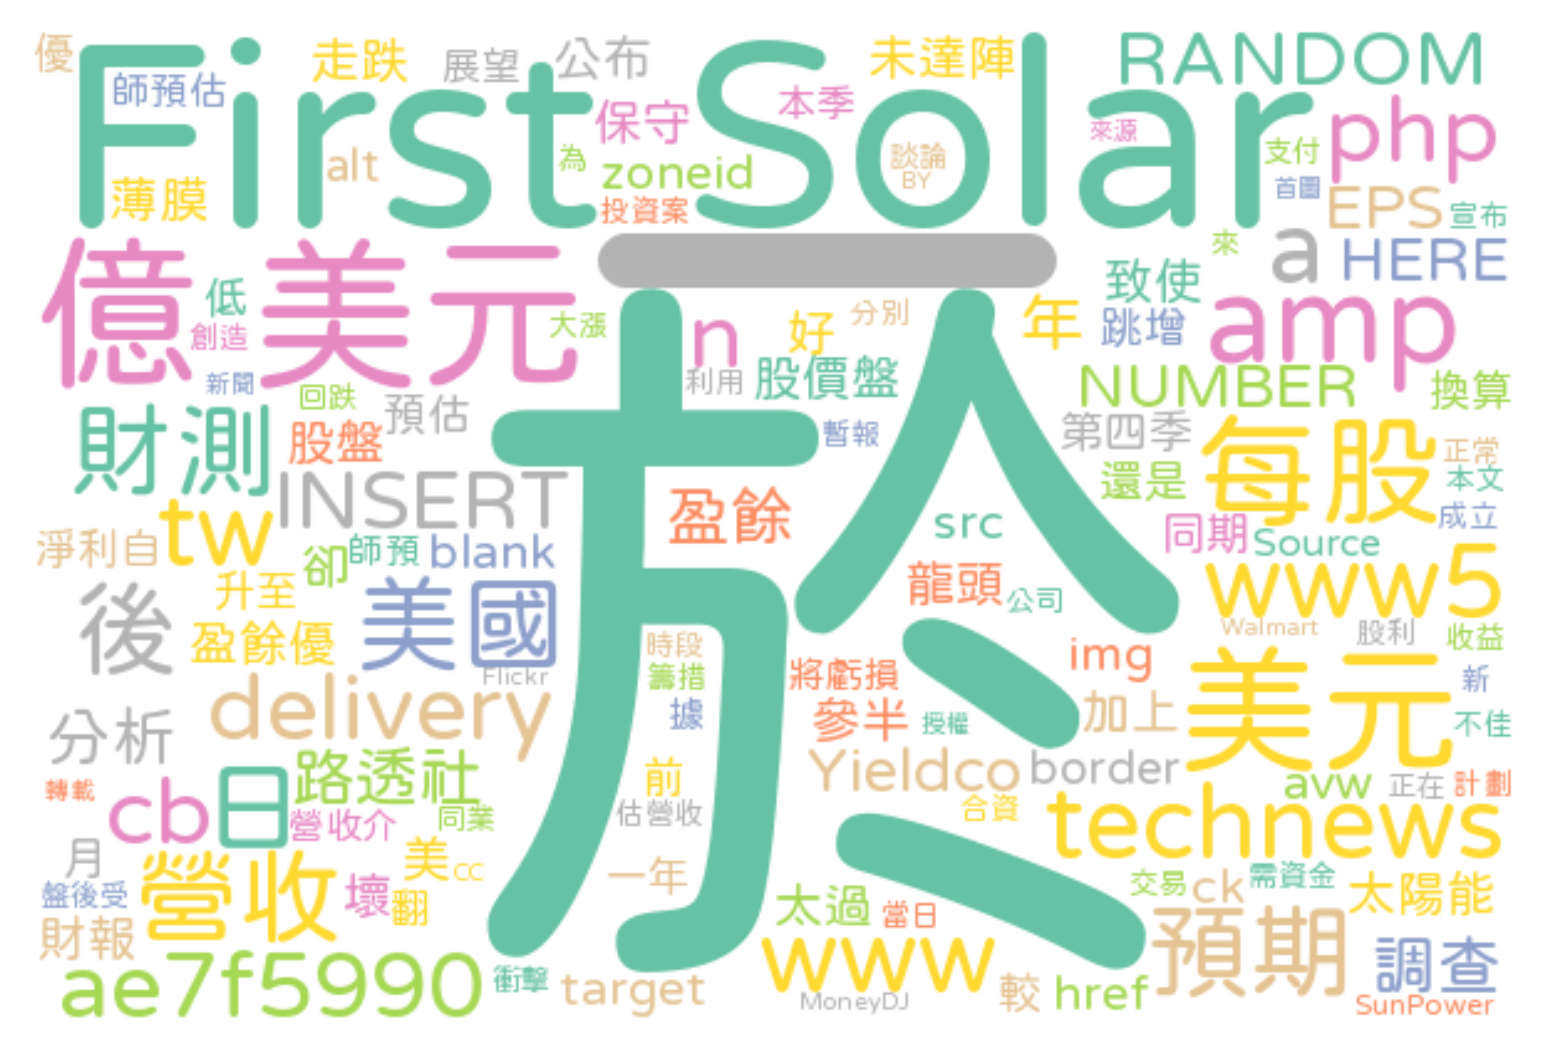 優
走跌
展望
公布
未達陣
RANDOM
師預估
First Solar
保守
本季
來源
php
alt
為
zoneid
談論
BY
支付
薄膜
投資案
首圖
EPS
宣布
億美元
低
創造
大漲
來
a
HERE
致使
n
好
分別
年
跳增
amp
新聞
回跌
利用
股價盤
NUMBER
換算
財測
股盤
預估
於
暫報
第四季
每股
正常
INSERT
還是
本文
tw
盈餘
src
同期
成立
淨利自
卻
師預
blank
Source
升至
龍頭
公司
www5
後
美國
盈餘優
時段
Walmart
股利
收益
Flickr
籌措
將虧損
img
美元
新
delivery
據
參半
授權
加上
不佳
分析
路透社
前
Yieldco
border
avw
正在
計劃
轉載
cb
日
營收介
同業
估營收
合資
technews
月
營收
美
cc
一年
交易
ck
需資金
太陽能
盤後受
壞
翻
太過
當日
財報
預期
調查
ae7f5990
衝擊
target
www
MoneyDJ
較
href
SunPower